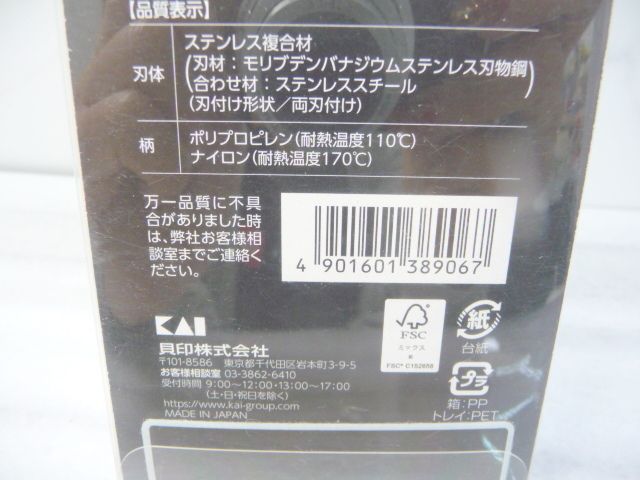 【品質表示】
刃体
ステンレス複合材
(刃材：モリブデンバナジウムステンレス刃物鋼
合わせ材：ステンレススチール)
(刃付け形状／両刃付け)
柄
ポリプロピレン(耐熱温度110℃)
ナイロン(耐熱温度170℃)
万一品質に不具
合がありました時
は、弊社お客様相
談室までご連絡く
ださい。
4 901601 389067
KAI
貝印株式会社
〒101-8586 東京都千代田区岩本町3-9-5
お客様相談室 03-3862-6410
受付時間 9:00〜12:00・13:00〜17:00
(土・日・祝日を除く)
https://www.kai-group.com/
MADE IN JAPAN
FSC
ミックス
紙
FSC® C152658
紙
台紙
プラ
箱：PP
トレイ：PET